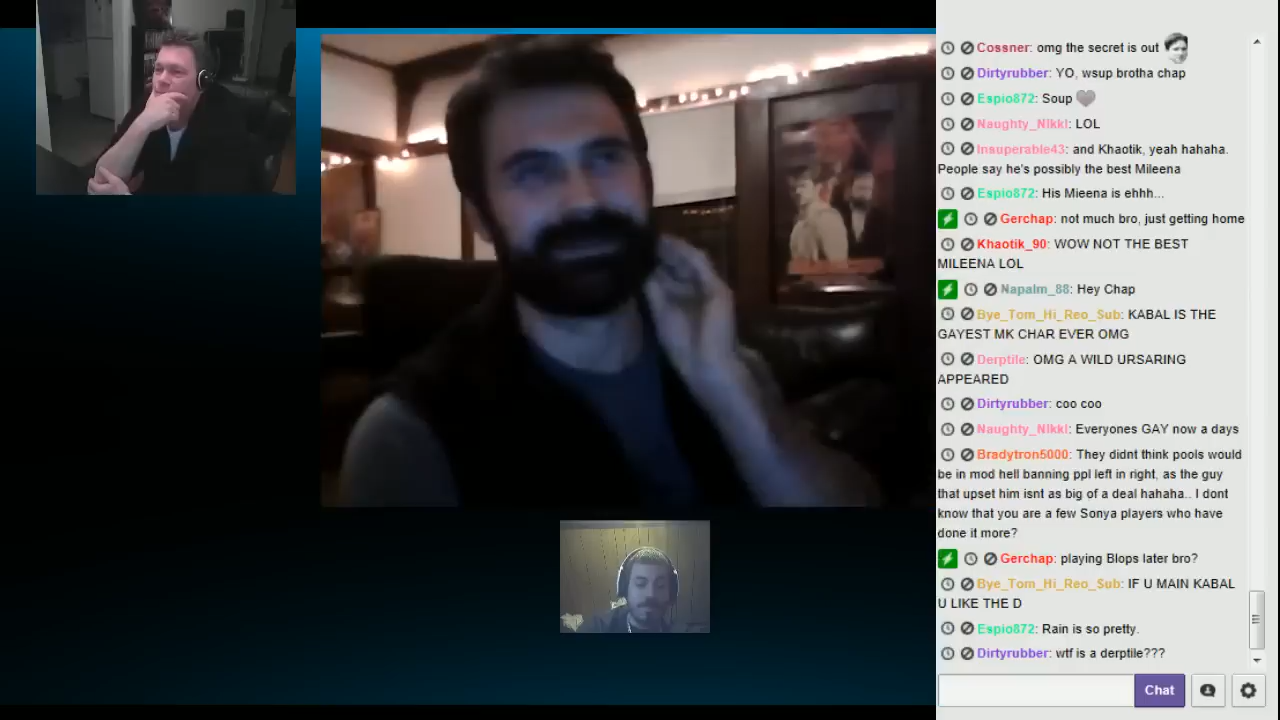 Cossner: omg the secret is out
Dirtyrubber: YO, wsup brotha chap
Espio872: Soup
Naughty_NIkkI: LOL
Insuperable43: and Khaotik, yeah hahaha.
People say he's possibly the best Mileena
Espio872: His Mieena is ehhh...
Gerchap: not much bro, just getting home
Khaotik_90: WOW NOT THE BEST
MILEENA LOL
Napalm_88: Hey Chap
Bye_Tom_Hi_Reo_Sub: KABAL IS THE
GAYEST MK CHAR EVER OMG
Derptile: OMG A WILD URSARING
APPEARED
Dirtyrubber: coo coo
Naughty_NIkkI: Everyones GAY now a days
Bradytron5000: They didnt think pools would
be in mod hell banning ppl left in right, as the guy
that upset him isnt as big of a deal hahaha.. I dont
know that you are a few Sonya players who have
done it more?
Gerchap: playing Blops later bro?
Bye_Tom_Hi_Reo_Sub: IF U MAIN KABAL
U LIKE THE D
Espio872: Rain is so pretty.
Dirtyrubber: wtf is a derptile???
Chat